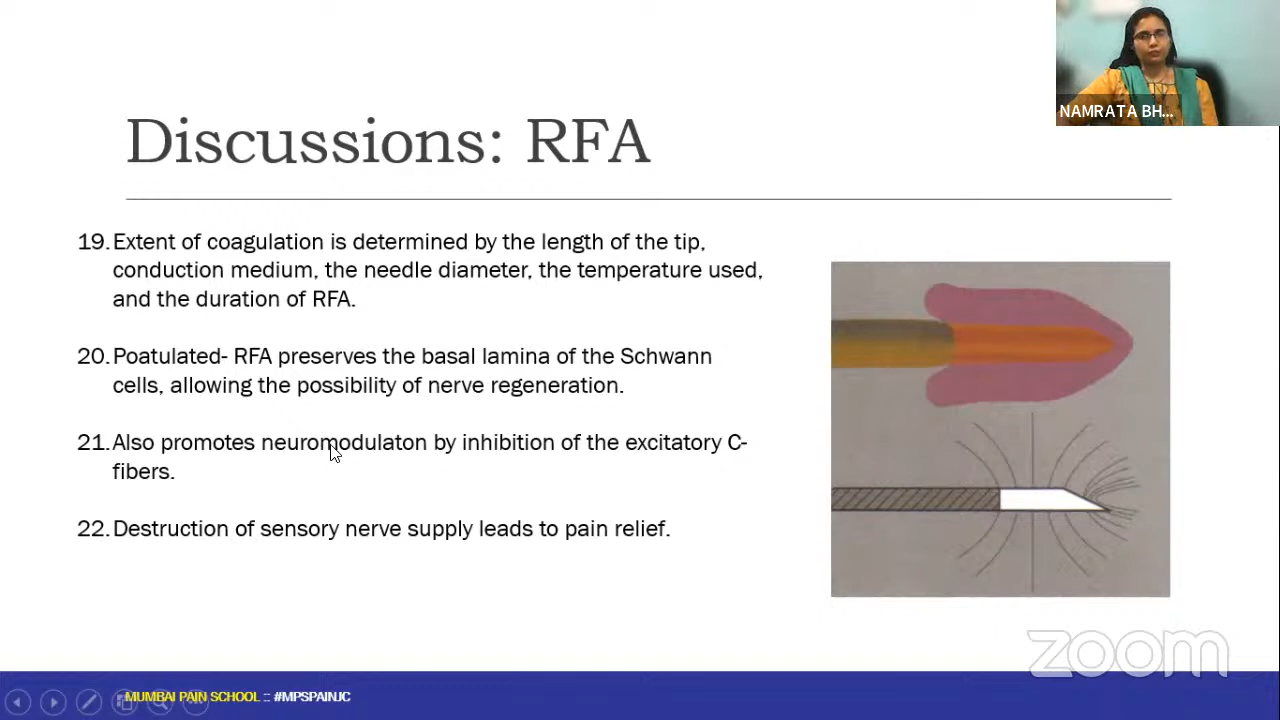 NAMRATA BH...
Discussions: RFA
19. Extent of coagulation is determined by the length of the tip,
conduction medium, the needle diameter, the temperature used,
and the duration of RFA.
20. Poatulated- RFA preserves the basal lamina of the Schwann
cells, allowing the possibility of nerve regeneration.
21. Also promotes neuromodulaton by inhibition of the excitatory C-
fibers.
22. Destruction of sensory nerve supply leads to pain relief.
zoom
MUMBAI PAIN SCHOOL :: #MPSPAINJC